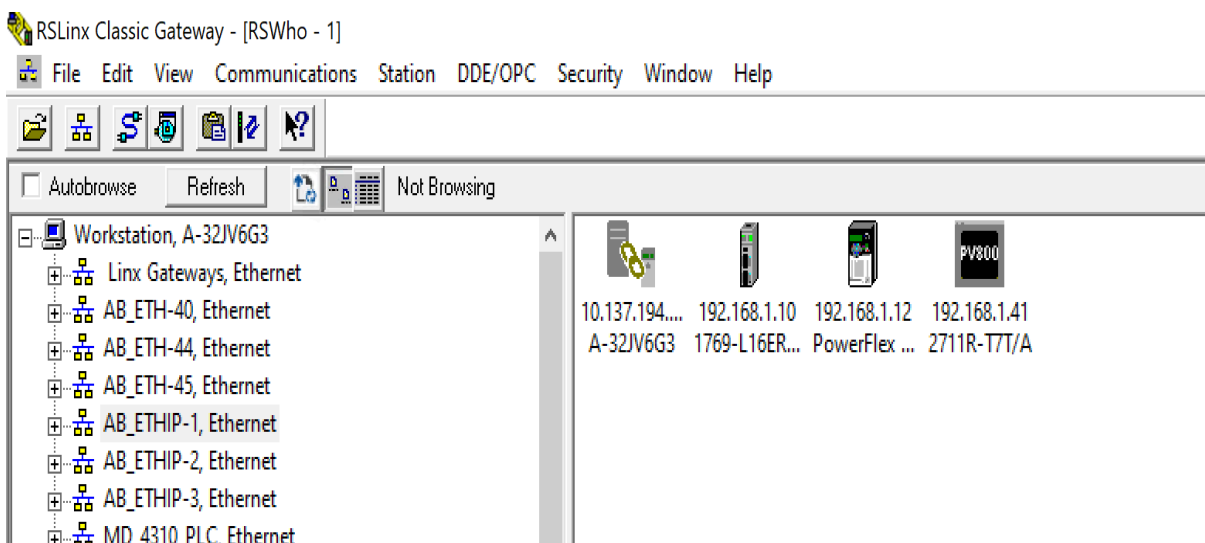 RSLinx Classic Gateway - [RSWho - 1]
File Edit View Communications Station DDE/OPC Security Window Help
Autobrowse Refresh Not Browsing
Workstation, A-32JV6G3
Linx Gateways, Ethernet
AB_ETH-40, Ethernet
AB_ETH-44, Ethernet
AB_ETH-45, Ethernet
AB_ETHIP-1, Ethernet
AB_ETHIP-2, Ethernet
AB_ETHIP-3, Ethernet
MD_4310_PLC, Ethernet
PV800
10.137.194.... 192.168.1.10 192.168.1.12 192.168.1.41
A-32JV6G3 1769-L16ER... PowerFlex ... 2711R-T7T/A